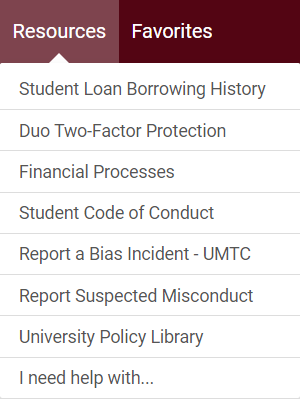 Resources Favorites
Student Loan Borrowing History
Duo Two-Factor Protection
Financial Processes
Student Code of Conduct
Report a Bias Incident - UMTC
Report Suspected Misconduct
University Policy Library
I need help with...